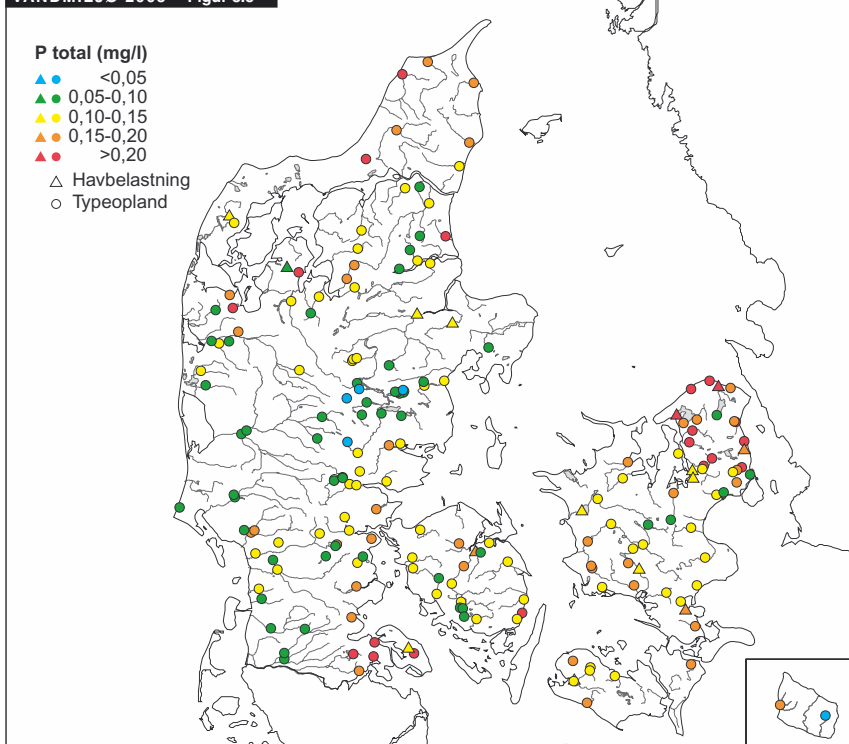 P total (mg/l)
<0,05
0,05-0,10
0,10-0,15
0,15-0,20
>0,20
Havbelastning
Typeopland